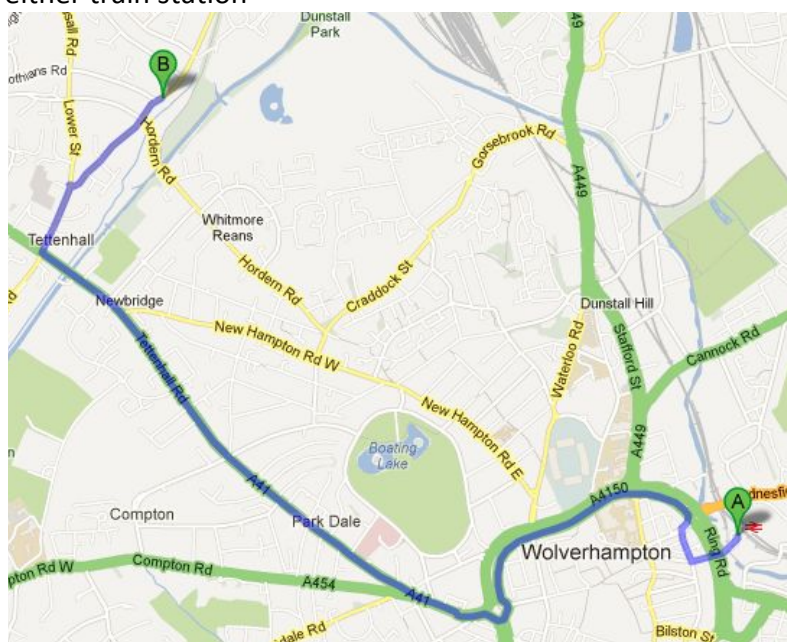 either train station
Dunstall
Park
A449
B
Lower St
Hordern Rd
Gorsebrook Rd
A449
Whitmore
Reans
Tettenhall
Hordern Rd
Craddock St
Dunstall Hill
Newbridge
New Hampton Rd W
Tettenhall Rd
Waterloo Rd
Stafford St
Cannock Rd
New Hampton Rd E
A449
Boating
Lake
A41
A4150
A
Compton
Park Dale
Wolverhampton
Ring Rd
Compton Rd
A454
A41
Bilston St